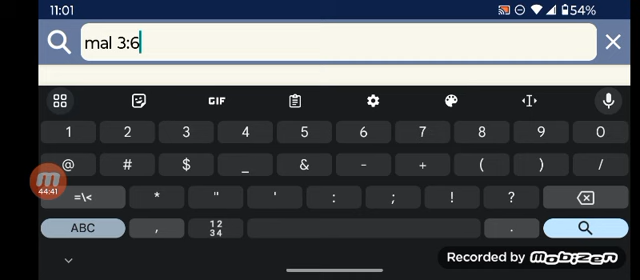 11:01 54%
mal 3:6
GIF
1 2 3 4 5 6 7 8 9 0
@ # $ _ & - + ( ) /
=\< * " ' : ; ! ?
44:41
ABC , 12 34 .
Recorded by mobizen